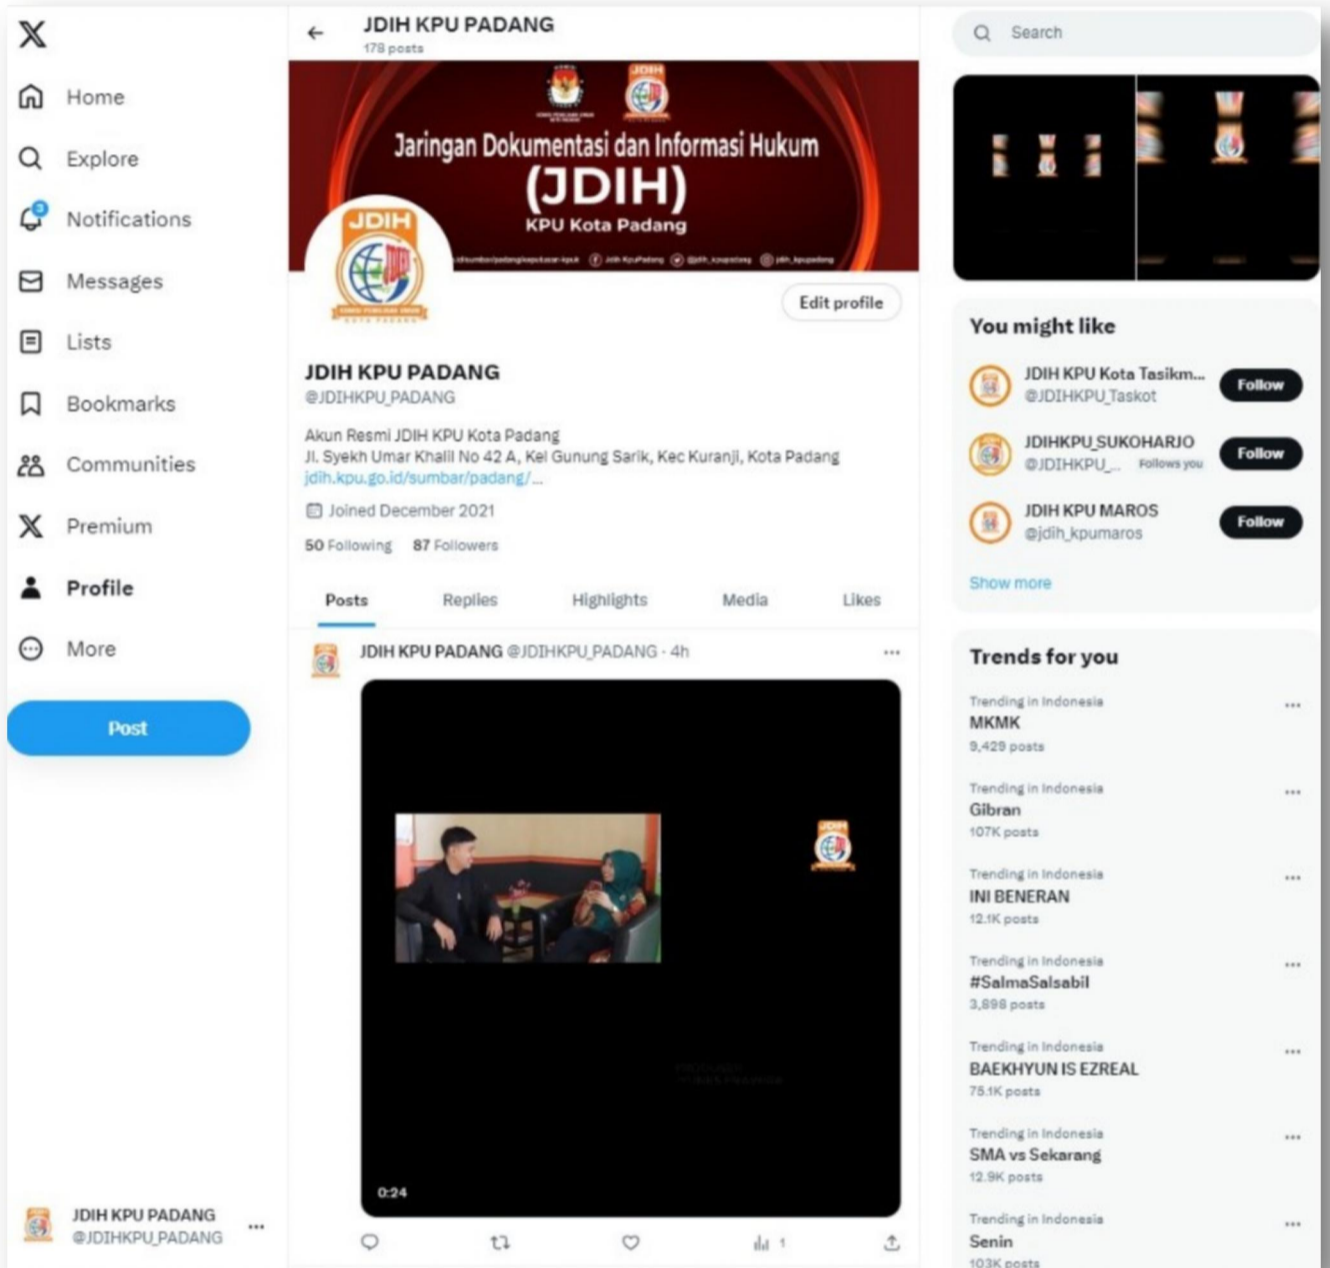 Home
Explore
3
Notifications
Messages
Lists
Bookmarks
Communities
Premium
Profile
More
Post
JDIH KPU PADANG
@JDIHKPU_PADANG
JDIH KPU PADANG
178 posts
JDIH
Jaringan Dokumentasi dan Informasi Hukum
(JDIH)
KPU Kota Padang
JDIH
KOTA PADANG
Edit profile
JDIH KPU PADANG
@JDIHKPU_PADANG
Akun Resmi JDIH KPU Kota Padang
Jl. Syekh Umar Khalil No 42 A, Kel Gunung Sarik, Kec Kuranji, Kota Padang
jdih.kpu.go.id/sumbar/padang/...
Joined December 2021
50 Following 87 Followers
Posts Replies Highlights Media Likes
JDIH KPU PADANG @JDIHKPU_PADANG · 4h
JDIH
0:24
1
Search
You might like
JDIH KPU Kota Tasikm...
@JDIHKPU_Taskot
Follow
JDIHKPU_SUKOHARJO
@JDIHKPU_... Follows you
Follow
JDIH KPU MAROS
@jdih_kpumaros
Follow
Show more
Trends for you
Trending in Indonesia
MKMK
9,429 posts
Trending in Indonesia
Gibran
107K posts
Trending in Indonesia
INI BENERAN
12.1K posts
Trending in Indonesia
#SalmaSalsabil
3,898 posts
Trending in Indonesia
BAEKHYUN IS EZREAL
75.1K posts
Trending in Indonesia
SMA vs Sekarang
12.9K posts
Trending in Indonesia
Senin
103K posts